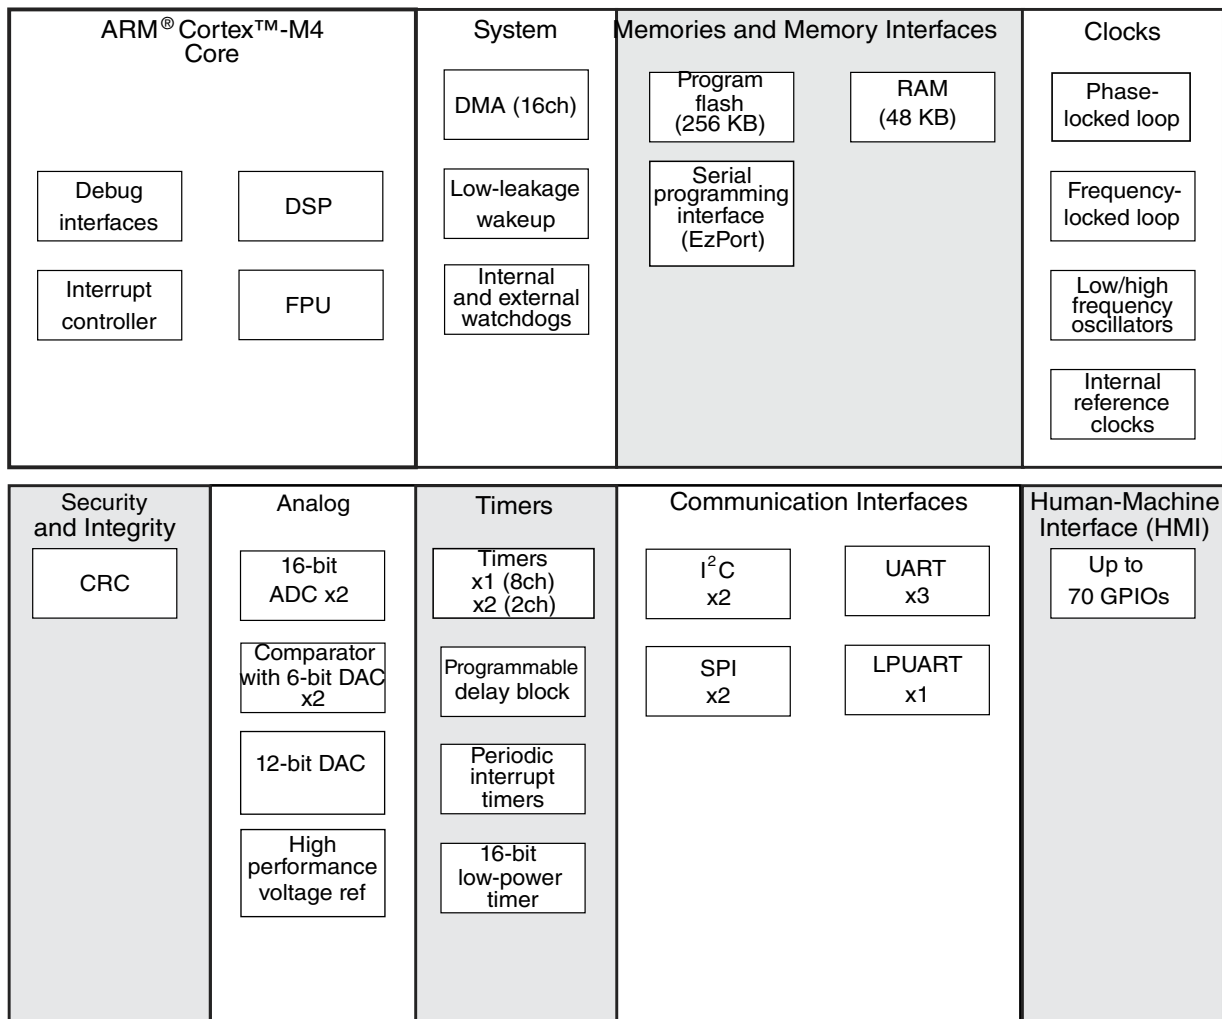 ARM® Cortex™-M4
Core
Debug
interfaces
DSP
Interrupt
controller
FPU
System
DMA (16ch)
Low-leakage
wakeup
Internal
and external
watchdogs
Memories and Memory Interfaces
Program
flash
(256 KB)
RAM
(48 KB)
Serial
programming
interface
(EzPort)
Clocks
Phase-
locked loop
Frequency-
locked loop
Low/high
frequency
oscillators
Internal
reference
clocks
Security
and Integrity
CRC
Analog
16-bit
ADC x2
Comparator
with 6-bit DAC
x2
12-bit DAC
High
performance
voltage ref
Timers
Timers
x1 (8ch)
x2 (2ch)
Programmable
delay block
Periodic
interrupt
timers
16-bit
low-power
timer
Communication Interfaces
I²C
x2
UART
x3
SPI
x2
LPUART
x1
Human-Machine
Interface (HMI)
Up to
70 GPIOs